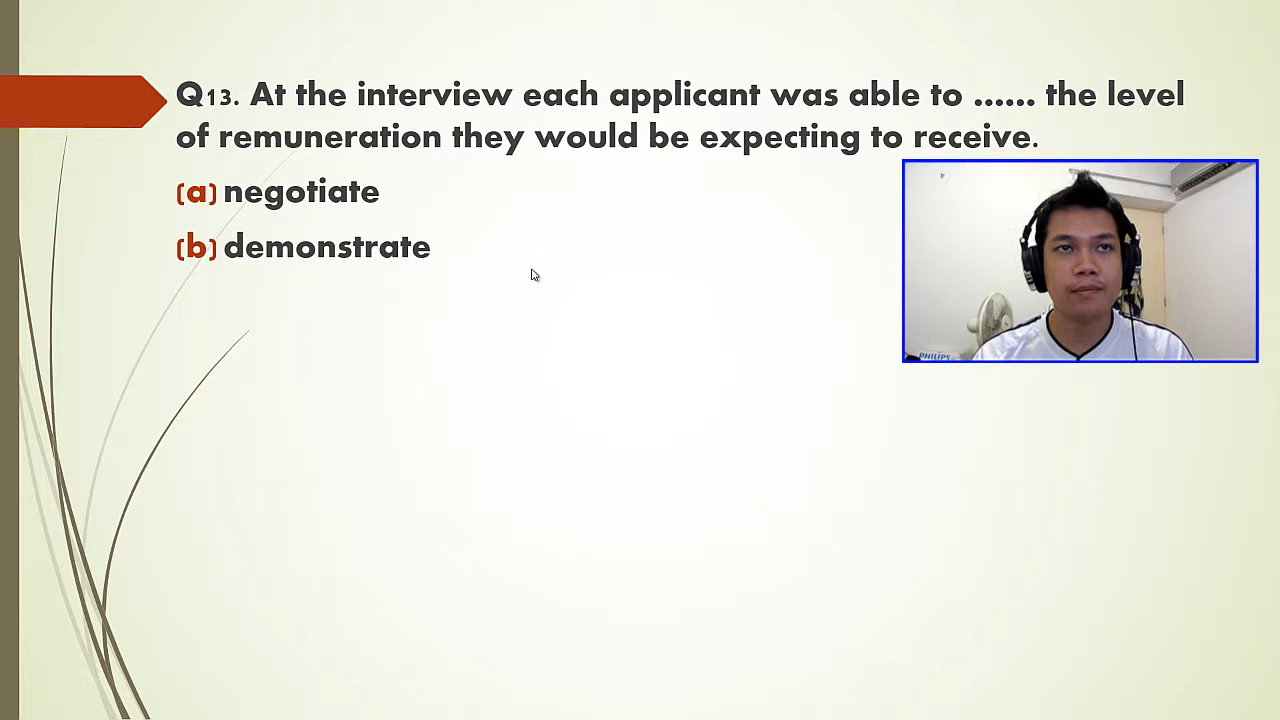 Q13. At the interview each applicant was able to ...... the level
of remuneration they would be expecting to receive.
(a) negotiate
(b) demonstrate
PHILIPS